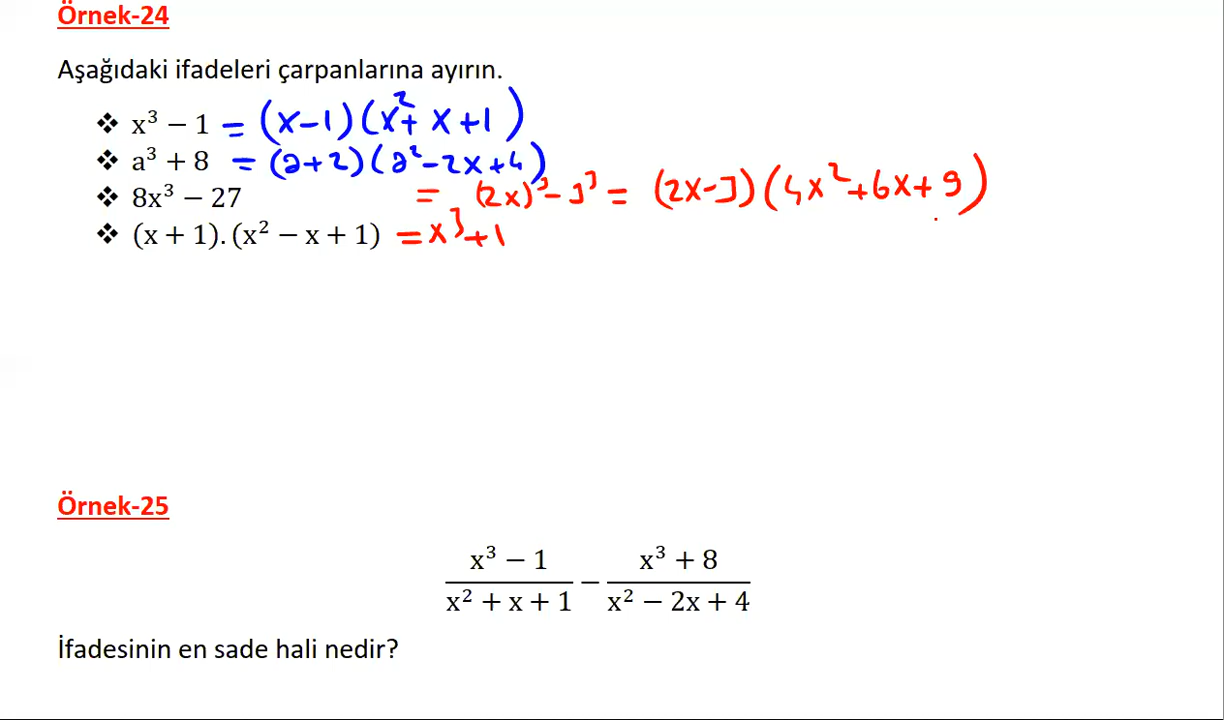 Örnek-24
Aşağıdaki ifadeleri çarpanlarına ayırın.
❖ x³ − 1 = (x−1)(x²+x+1)
❖ a³ + 8 = (a+2)(a²−2x+4)
❖ 8x³ − 27 = (2x)³−3³ = (2x−3)(4x²+6x+9)
❖ (x + 1).(x² − x + 1) = x³+1
Örnek-25
x³ − 1 / x² + x + 1 − x³ + 8 / x² − 2x + 4
İfadesinin en sade hali nedir?